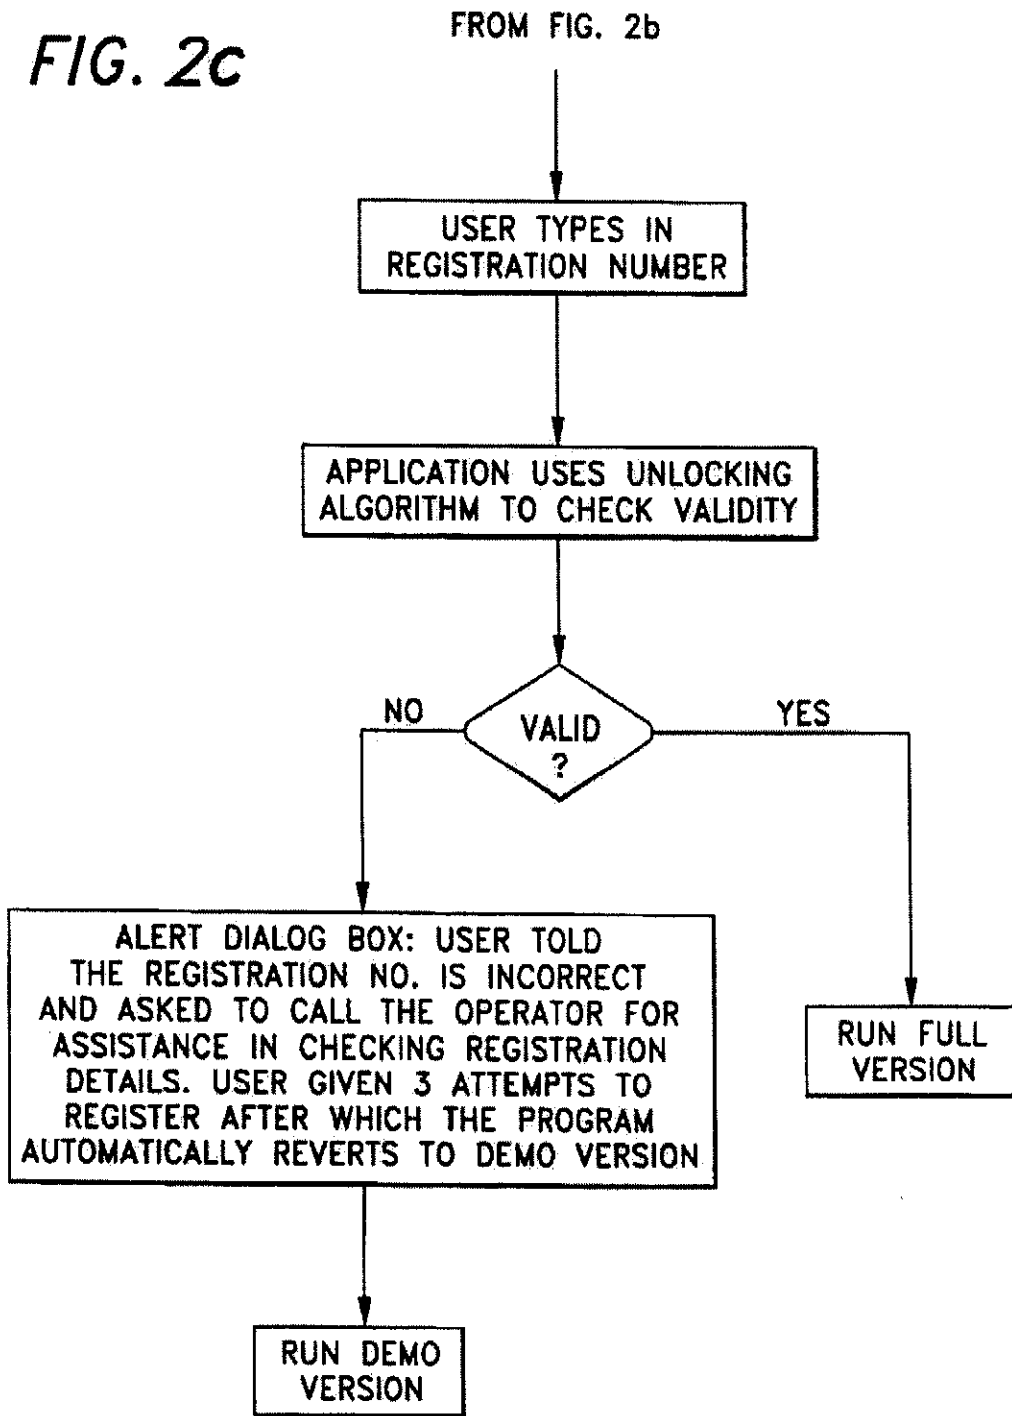 FIG. 2c
FROM FIG. 2b
USER TYPES IN
REGISTRATION NUMBER
APPLICATION USES UNLOCKING
ALGORITHM TO CHECK VALIDITY
NO
VALID
?
YES
ALERT DIALOG BOX: USER TOLD
THE REGISTRATION NO. IS INCORRECT
AND ASKED TO CALL THE OPERATOR FOR
ASSISTANCE IN CHECKING REGISTRATION
DETAILS. USER GIVEN 3 ATTEMPTS TO
REGISTER AFTER WHICH THE PROGRAM
AUTOMATICALLY REVERTS TO DEMO VERSION
RUN FULL
VERSION
RUN DEMO
VERSION